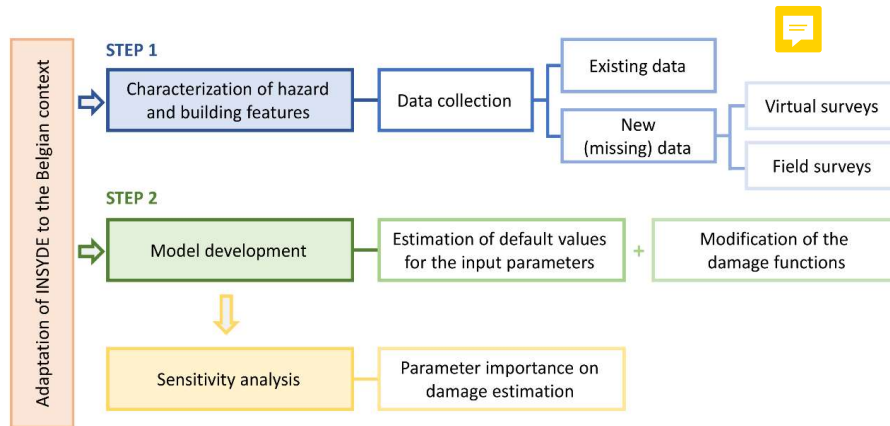 Adaptation of INSYDE to the Belgian context
STEP 1
Characterization of hazard
and building features
Data collection
Existing data
New
(missing) data
Virtual surveys
Field surveys
STEP 2
Model development
Estimation of default values
for the input parameters
+
Modification of the
damage functions
Sensitivity analysis
Parameter importance on
damage estimation